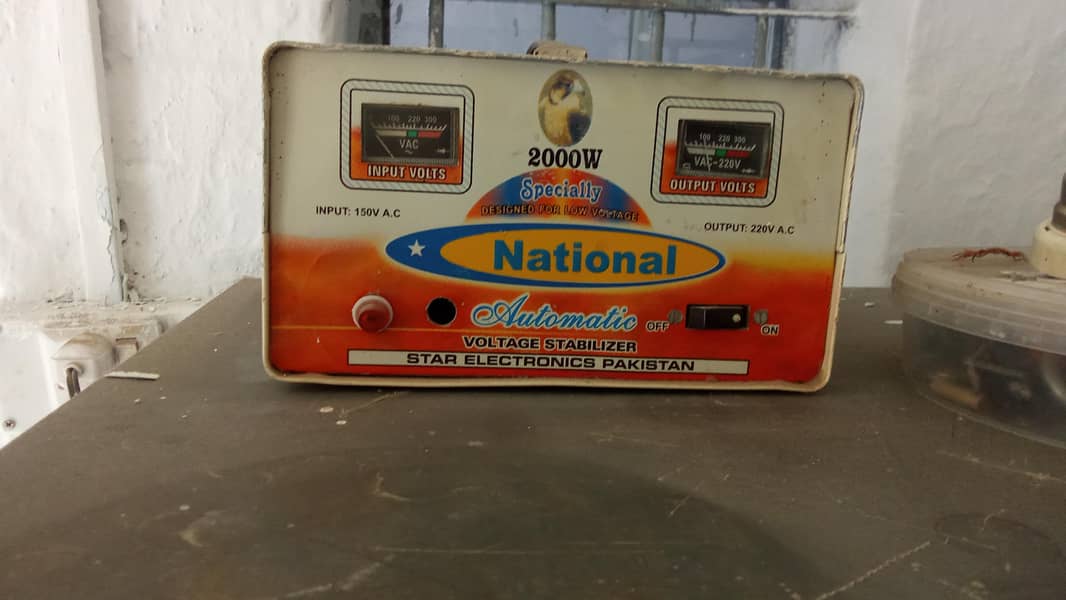 100 220 300
VAC
~
INPUT VOLTS
INPUT: 150V A.C
2000W
Specially
DESIGNED FOR LOW VOLTAGE
100 220 300
VAC-220V
OUTPUT VOLTS
OUTPUT: 220V A.C
National
Automatic
OFF
ON
VOLTAGE STABILIZER
STAR ELECTRONICS PAKISTAN